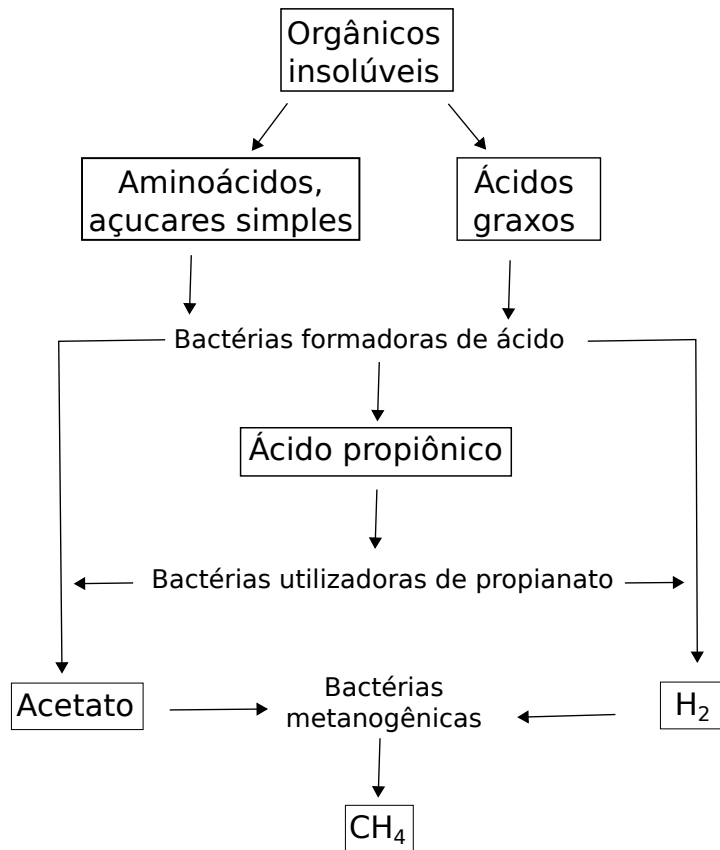 Orgânicos
insolúveis
Aminoácidos,
açucares simples
Ácidos
graxos
Bactérias formadoras de ácido
Ácido propiônico
Bactérias utilizadoras de propianato
Acetato
Bactérias
metanogênicas
H₂
CH₄